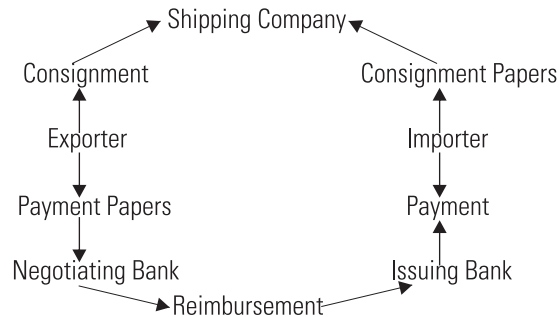 Shipping Company
Consignment
Consignment Papers
Exporter
Importer
Payment Papers
Payment
Negotiating Bank
Issuing Bank
Reimbursement